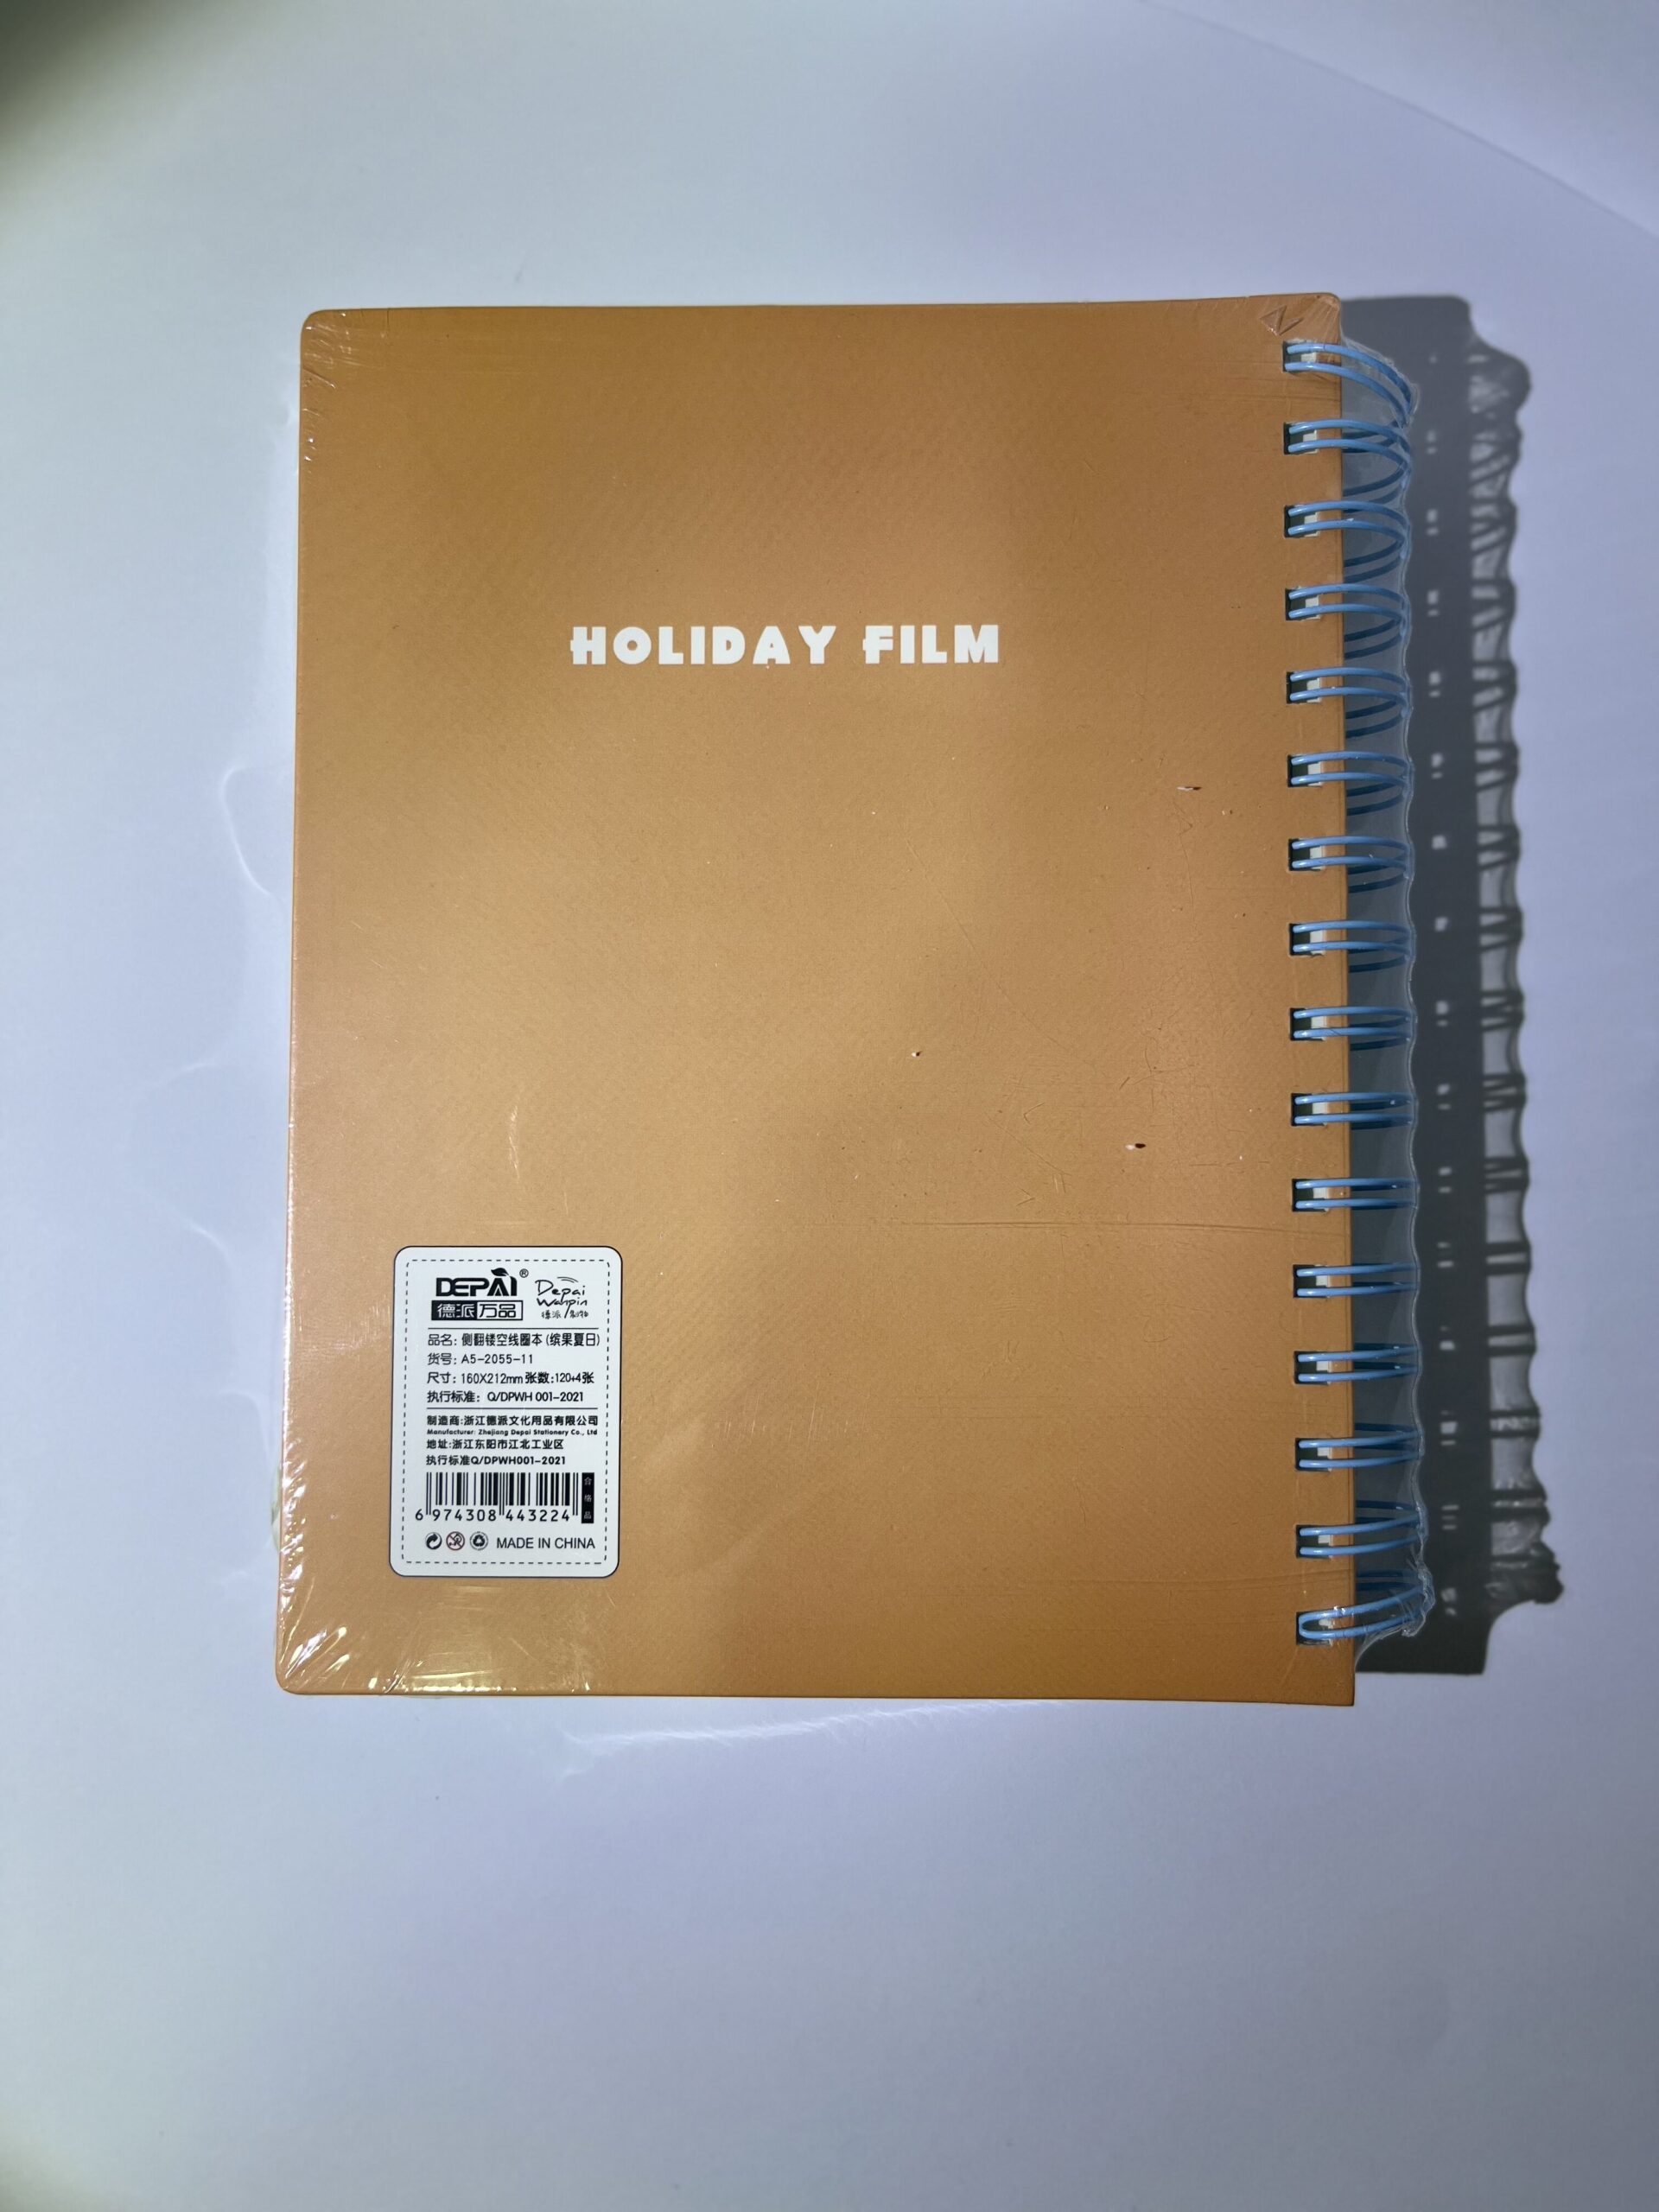 HOLIDAY FILM
DEPAI®
德派万品
Depai
Wanpin
品名: 侧翻镂空线圈本 (缤果夏日)
货号: A5-2055-11
尺寸: 160X212mm 张数:120+4张
执行标准: Q/DPWH 001-2021
制造商:浙江德派文化用品有限公司
Manufacturer: Zhejiang Depai Stationery Co., Ltd
地址:浙江东阳市江北工业区
执行标准Q/DPWH001-2021
合格品
6 974308 443224
MADE IN CHINA